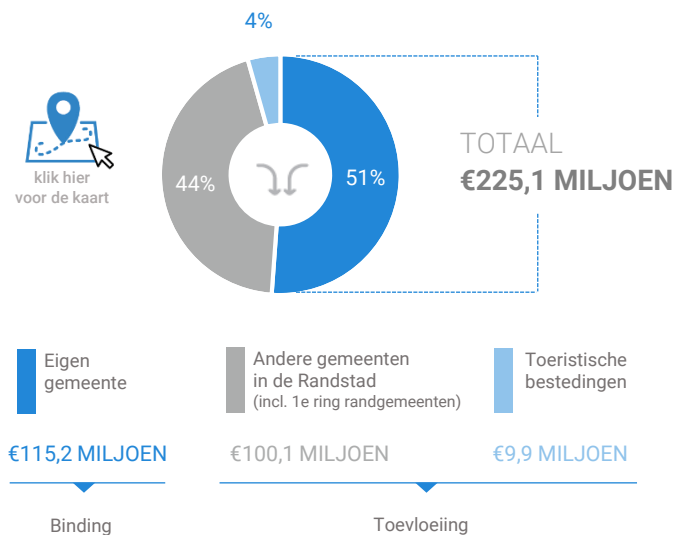 4%
44%
51%
klik hier
voor de kaart
TOTAAL
€225,1 MILJOEN
Eigen
gemeente
Andere gemeenten
in de Randstad
(incl. 1e ring randgemeenten)
Toeristische
bestedingen
€115,2 MILJOEN
€100,1 MILJOEN
€9,9 MILJOEN
Binding
Toevloeiing